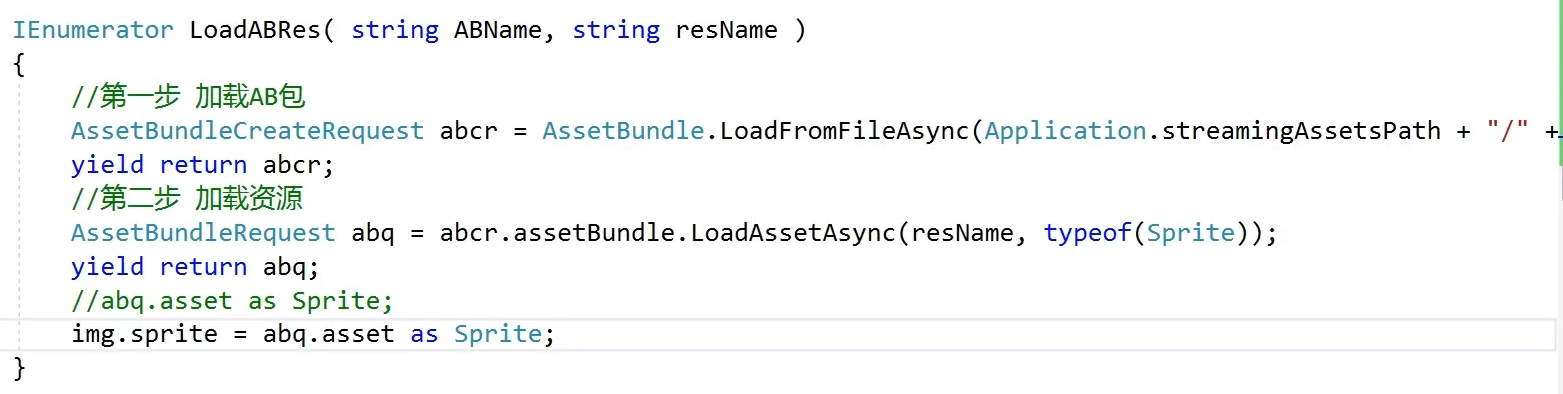 IEnumerator LoadABRes( string ABName, string resName )
{
//第一步 加载AB包
AssetBundleCreateRequest abcr = AssetBundle.LoadFromFileAsync(Application.streamingAssetsPath + "/" +
yield return abcr;
//第二步 加载资源
AssetBundleRequest abq = abcr.assetBundle.LoadAssetAsync(resName, typeof(Sprite));
yield return abq;
//abq.asset as Sprite;
img.sprite = abq.asset as Sprite;
}